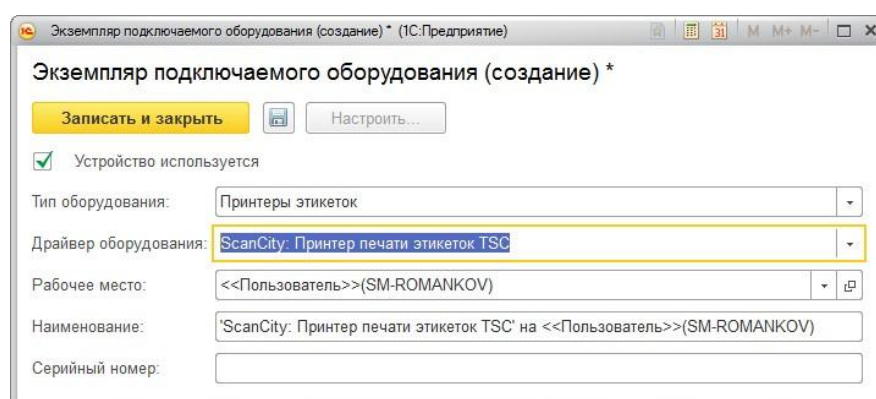 Экземпляр подключаемого оборудования (создание) * (1С:Предприятие)
M M+ M-
Экземпляр подключаемого оборудования (создание) *
Записать и закрыть Настроить...
Устройство используется
Тип оборудования: Принтеры этикеток
Драйвер оборудования: ScanCity: Принтер печати этикеток TSC
Рабочее место: <<Пользователь>>(SM-ROMANKOV)
Наименование: 'ScanCity: Принтер печати этикеток TSC' на <<Пользователь>>(SM-ROMANKOV)
Серийный номер: